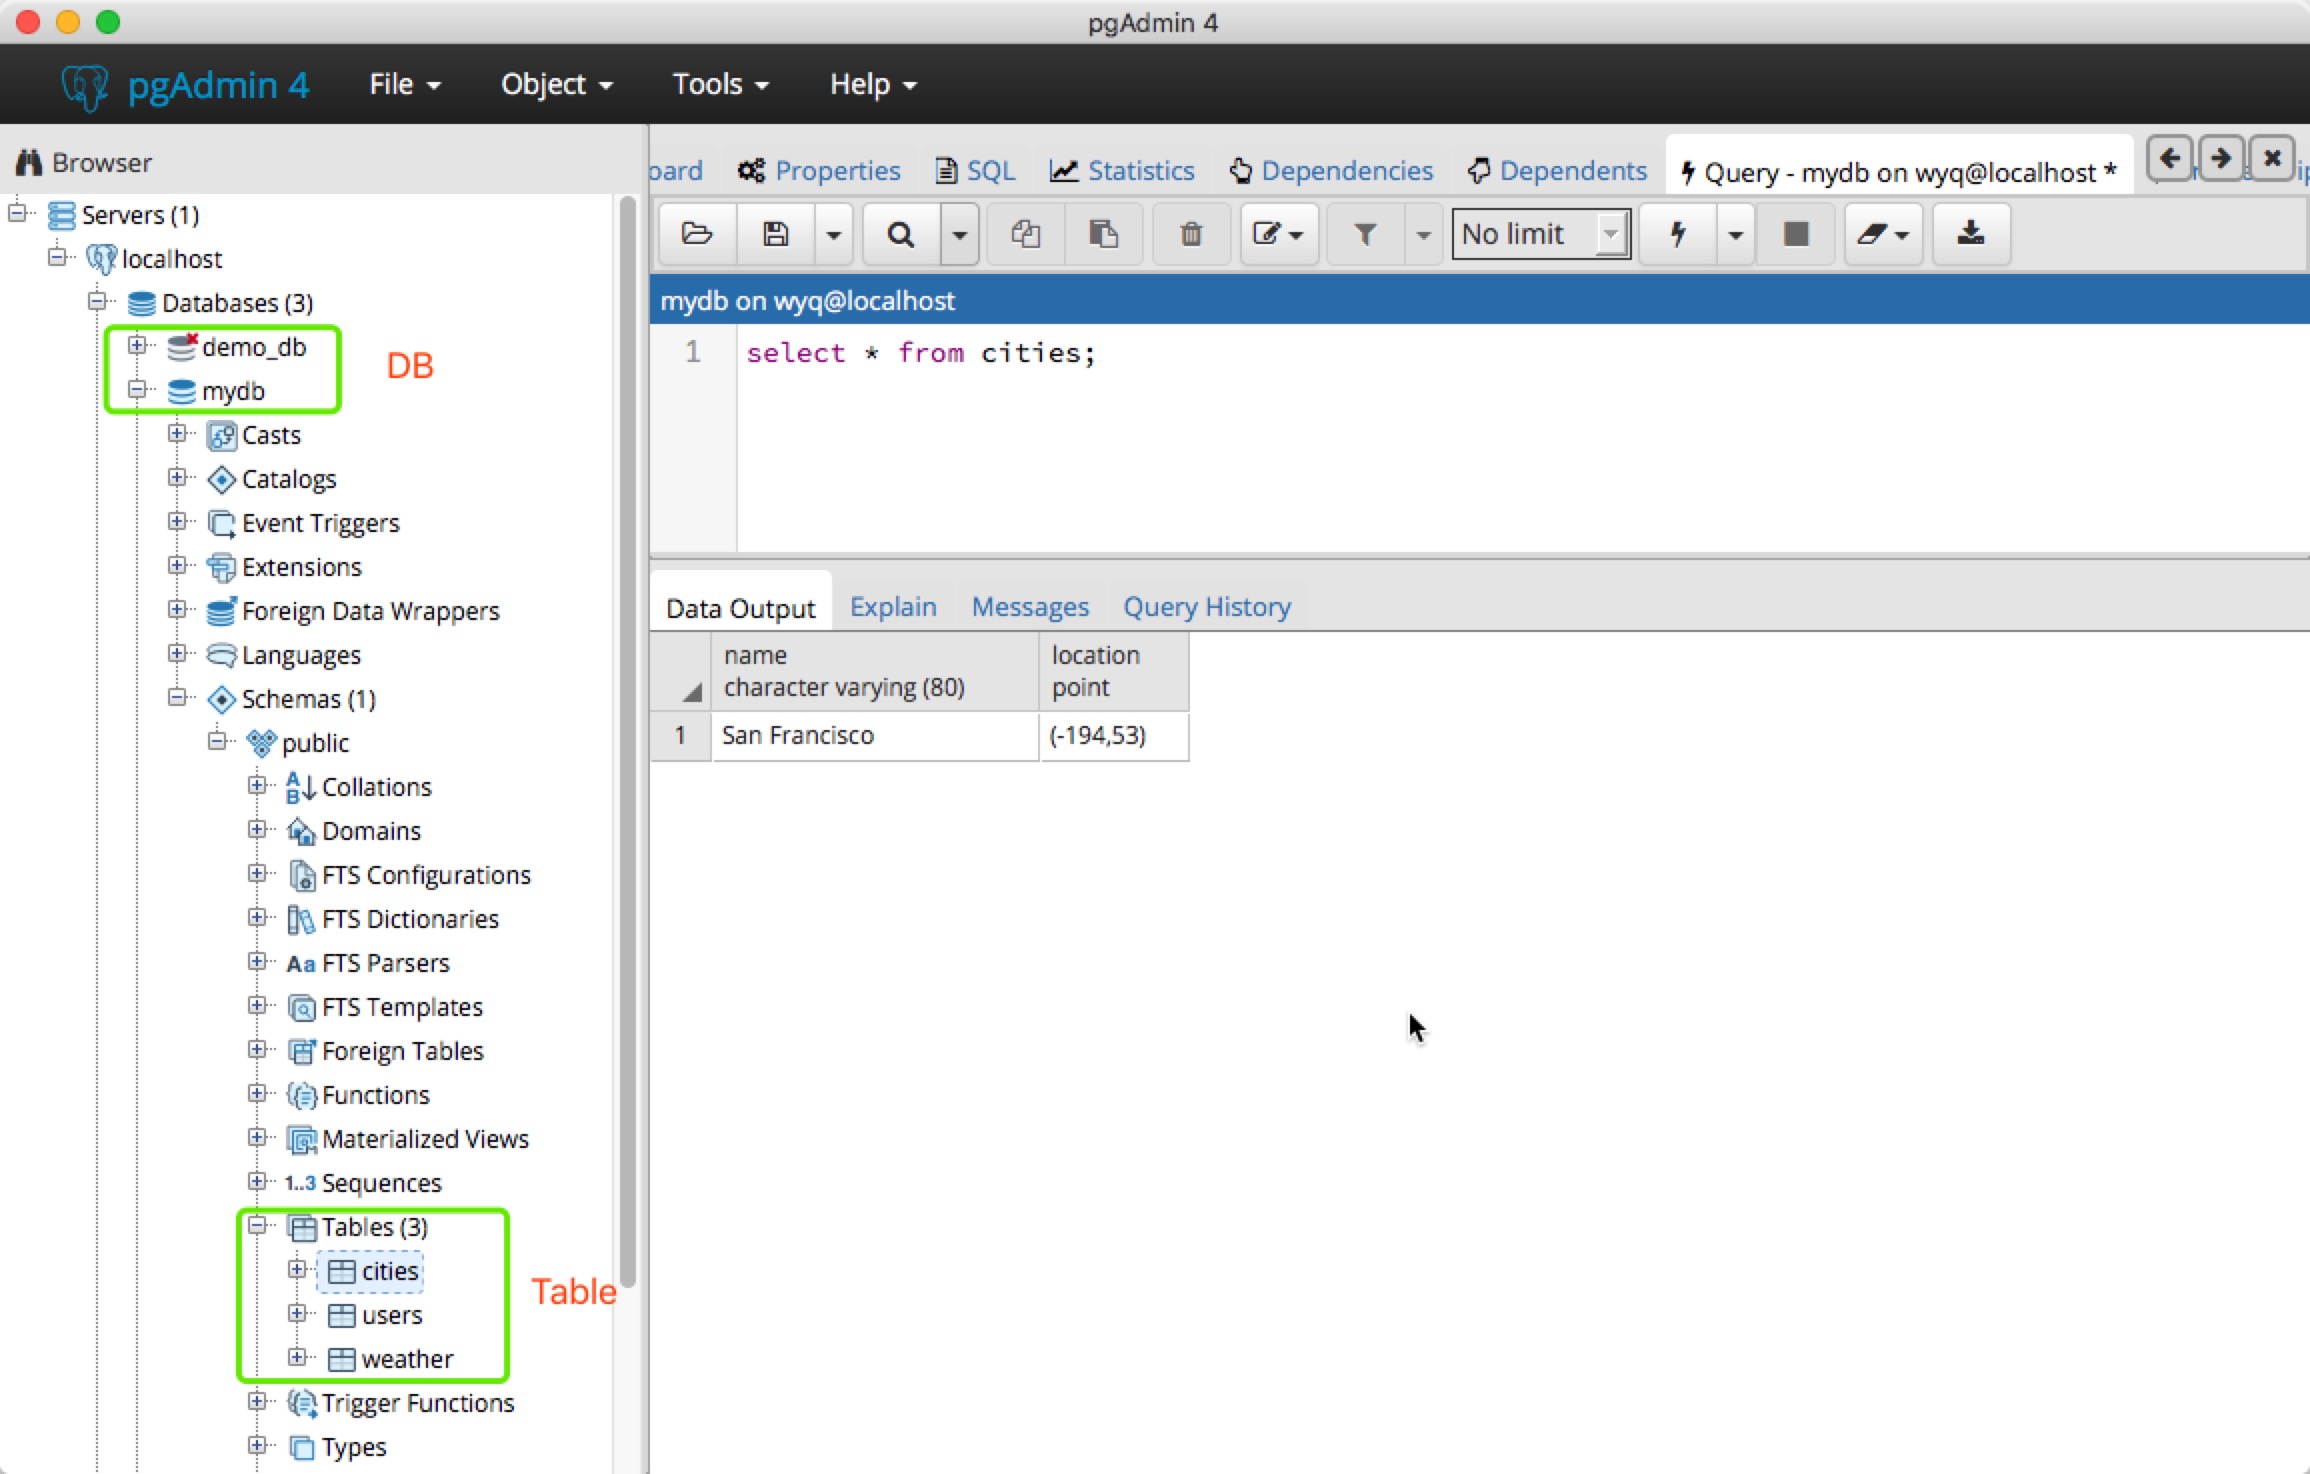 pgAdmin 4
pgAdmin 4 File Object Tools Help
Browser
Servers (1)
localhost
Databases (3)
demo_db
mydb
DB
Casts
Catalogs
Event Triggers
Extensions
Foreign Data Wrappers
Languages
Schemas (1)
public
Collations
Domains
FTS Configurations
FTS Dictionaries
Aa FTS Parsers
FTS Templates
Foreign Tables
Functions
Materialized Views
1..3 Sequences
Tables (3)
cities
users
weather
Table
Trigger Functions
Types
oard Properties SQL Statistics Dependencies Dependents Query - mydb on wyq@localhost *
No limit
mydb on wyq@localhost
1 select * from cities;
Data Output Explain Messages Query History
name location
character varying (80) point
1 San Francisco (-194,53)